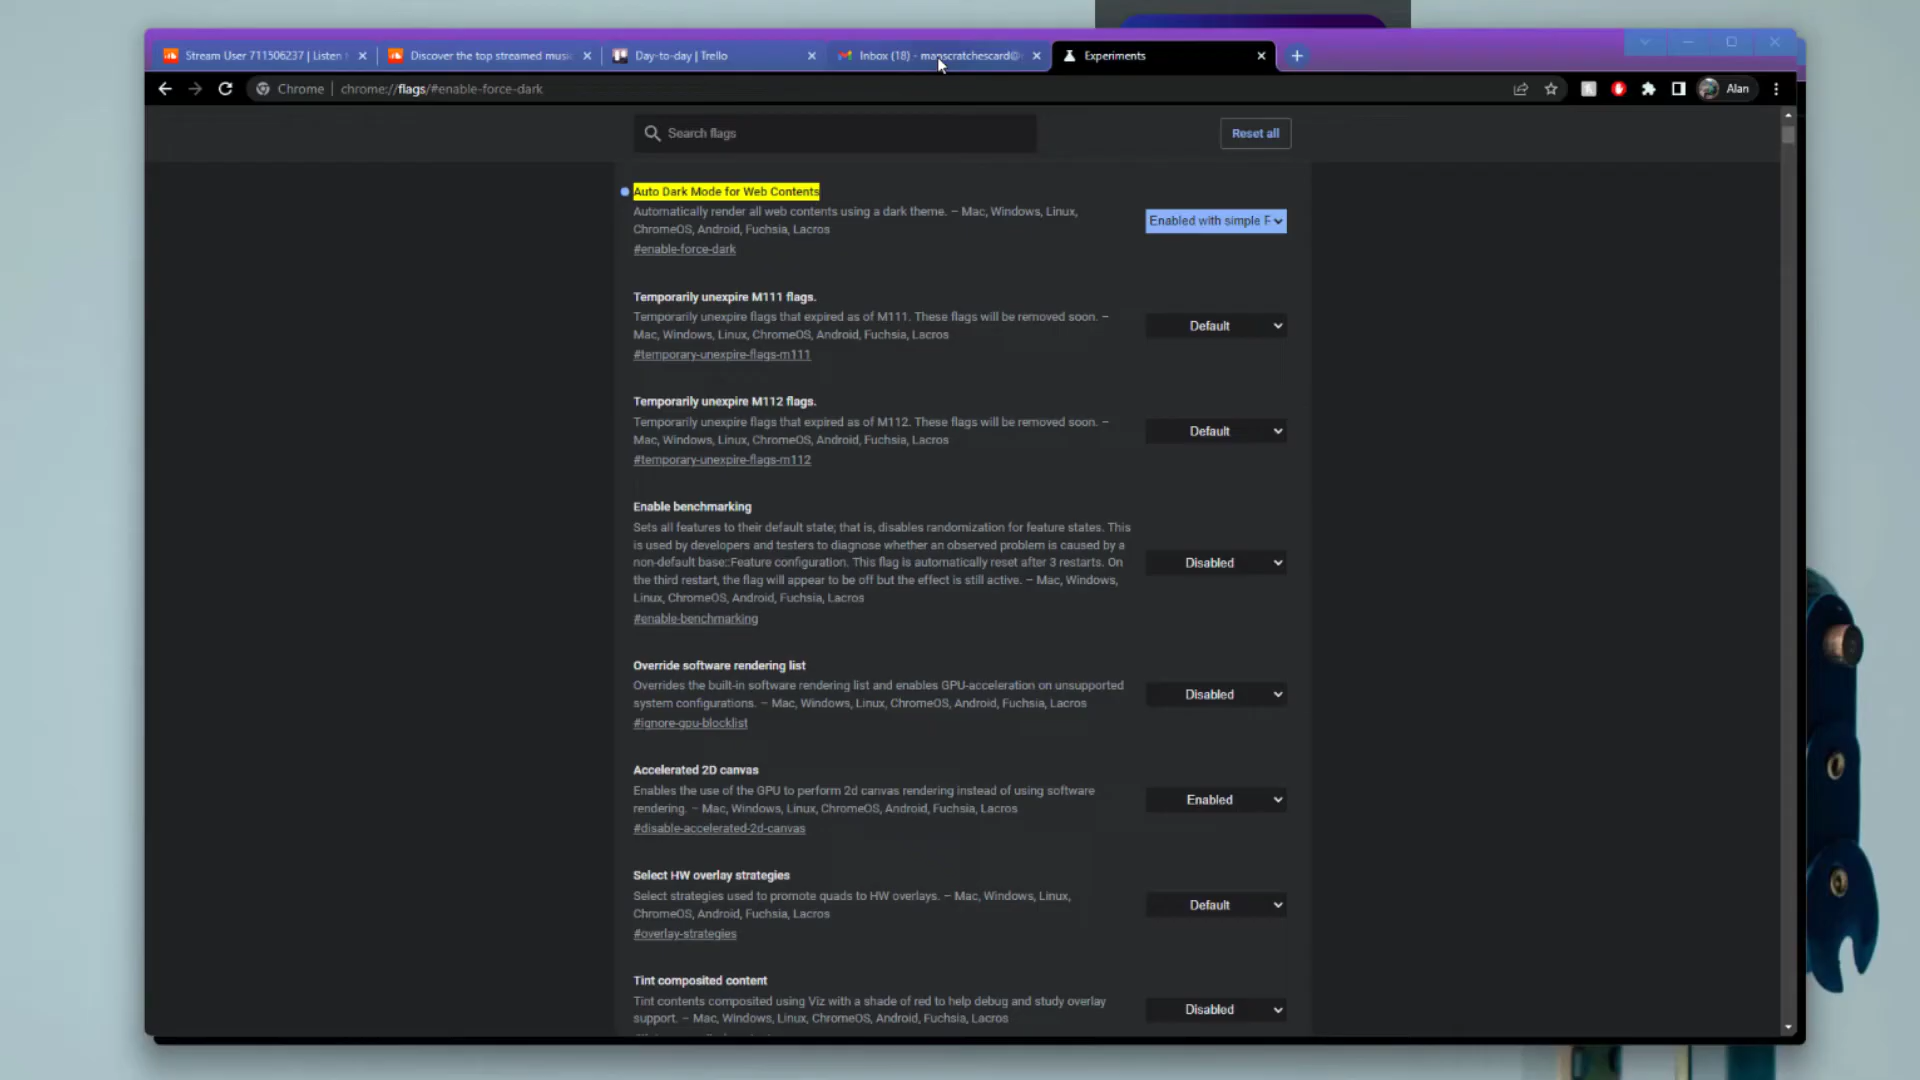 Stream User 711506237 | Listen
Discover the top streamed music
Day-to-day | Trello
Inbox (18) - manscratchescard@
Experiments
Chrome
chrome://flags/#enable-force-dark
Alan
Search flags
Reset all
Auto Dark Mode for Web Contents
Automatically render all web contents using a dark theme. – Mac, Windows, Linux,
ChromeOS, Android, Fuchsia, Lacros
#enable-force-dark
Enabled with simple F
Temporarily unexpire M111 flags.
Temporarily unexpire flags that expired as of M111. These flags will be removed soon. –
Mac, Windows, Linux, ChromeOS, Android, Fuchsia, Lacros
#temporary-unexpire-flags-m111
Default
Temporarily unexpire M112 flags.
Temporarily unexpire flags that expired as of M112. These flags will be removed soon. –
Mac, Windows, Linux, ChromeOS, Android, Fuchsia, Lacros
#temporary-unexpire-flags-m112
Default
Enable benchmarking
Sets all features to their default state; that is, disables randomization for feature states. This
is used by developers and testers to diagnose whether an observed problem is caused by a
non-default base::Feature configuration. This flag is automatically reset after 3 restarts. On
the third restart, the flag will appear to be off but the effect is still active. – Mac, Windows,
Linux, ChromeOS, Android, Fuchsia, Lacros
#enable-benchmarking
Disabled
Override software rendering list
Overrides the built-in software rendering list and enables GPU-acceleration on unsupported
system configurations. – Mac, Windows, Linux, ChromeOS, Android, Fuchsia, Lacros
#ignore-gpu-blocklist
Disabled
Accelerated 2D canvas
Enables the use of the GPU to perform 2d canvas rendering instead of using software
rendering. – Mac, Windows, Linux, ChromeOS, Android, Fuchsia, Lacros
#disable-accelerated-2d-canvas
Enabled
Select HW overlay strategies
Select strategies used to promote quads to HW overlays. – Mac, Windows, Linux,
ChromeOS, Android, Fuchsia, Lacros
#overlay-strategies
Default
Tint composited content
Tint contents composited using Viz with a shade of red to help debug and study overlay
support. – Mac, Windows, Linux, ChromeOS, Android, Fuchsia, Lacros
Disabled